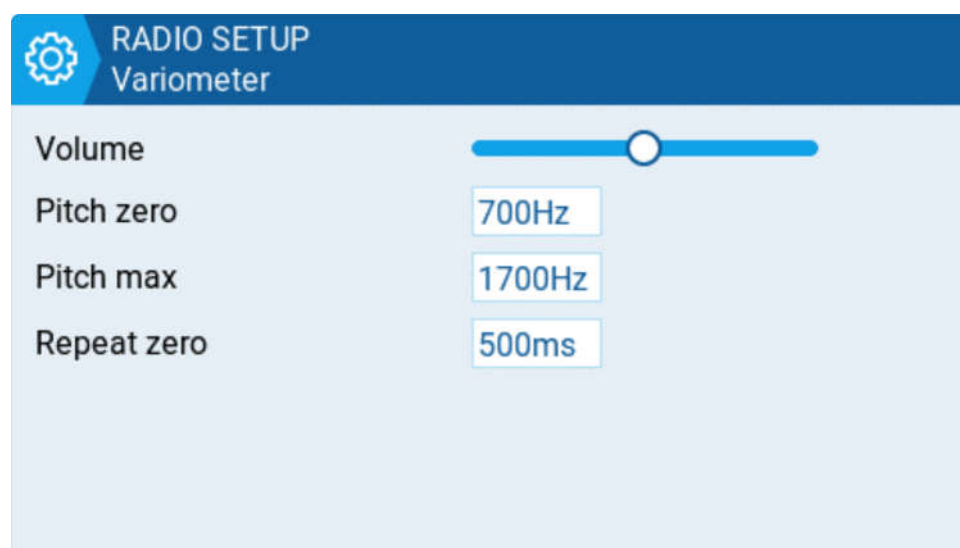 RADIO SETUP
Variometer
Volume
Pitch zero 700Hz
Pitch max 1700Hz
Repeat zero 500ms